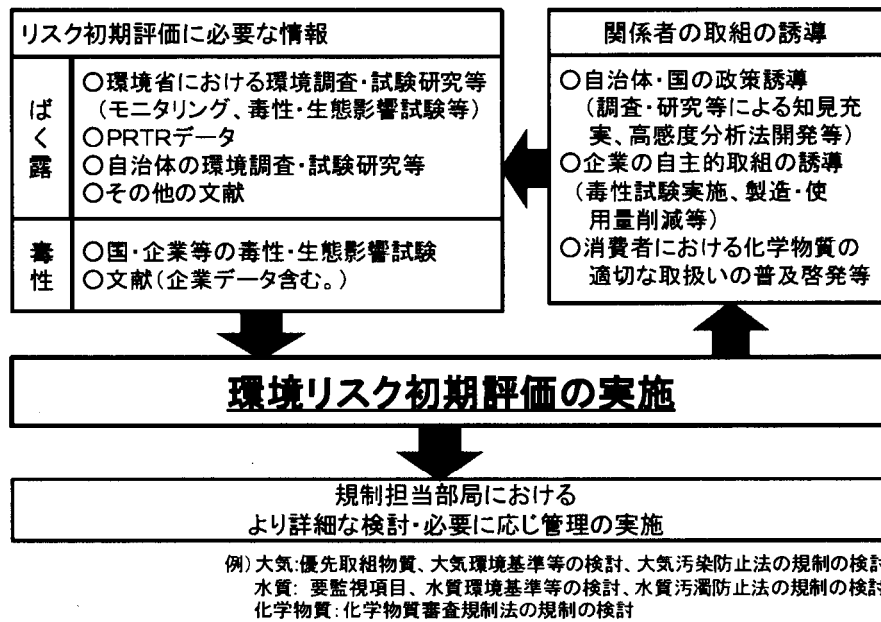 リスク初期評価に必要な情報
ばく露
○環境省における環境調査・試験研究等
(モニタリング、毒性・生態影響試験等)
○PRTRデータ
○自治体の環境調査・試験研究等
○その他の文献
毒性
○国・企業等の毒性・生態影響試験
○文献(企業データ含む。)
関係者の取組の誘導
○自治体・国の政策誘導
(調査・研究等による知見充
実、高感度分析法開発等)
○企業の自主的取組の誘導
(毒性試験実施、製造・使
用量削減等)
○消費者における化学物質の
適切な取扱いの普及啓発等
環境リスク初期評価の実施
規制担当部局における
より詳細な検討・必要に応じ管理の実施
例)大気:優先取組物質、大気環境基準等の検討、大気汚染防止法の規制の検討
水質: 要監視項目、水質環境基準等の検討、水質汚濁防止法の規制の検討
化学物質:化学物質審査規制法の規制の検討